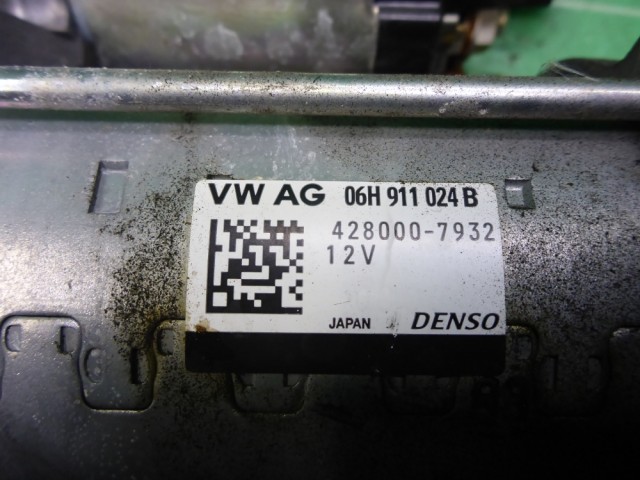 VW AG 06H 911 024 B
428000-7932
12V
JAPAN DENSO